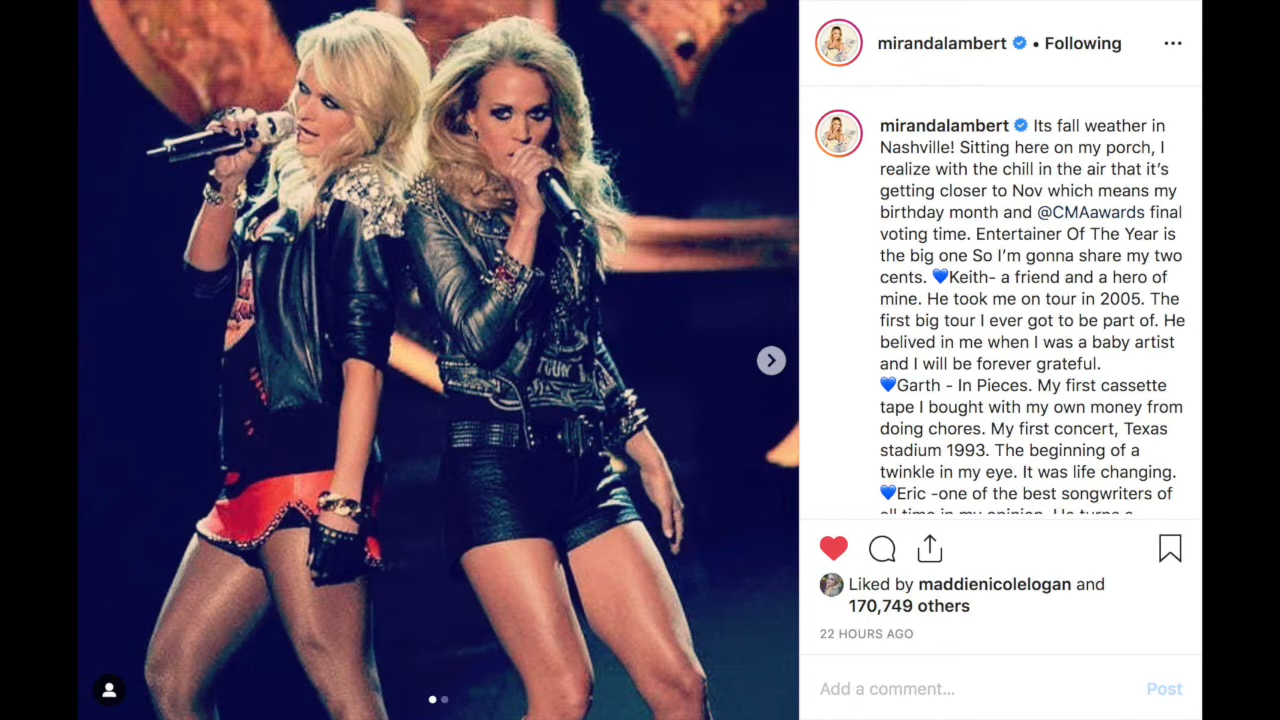 mirandalambert • Following
mirandalambert Its fall weather in
Nashville! Sitting here on my porch, I
realize with the chill in the air that it's
getting closer to Nov which means my
birthday month and @CMAawards final
voting time. Entertainer Of The Year is
the big one So I'm gonna share my two
cents. 💙Keith- a friend and a hero of
mine. He took me on tour in 2005. The
first big tour I ever got to be part of. He
belived in me when I was a baby artist
and I will be forever grateful.
💙Garth - In Pieces. My first cassette
tape I bought with my own money from
doing chores. My first concert, Texas
stadium 1993. The beginning of a
twinkle in my eye. It was life changing.
💙Eric -one of the best songwriters of
all time in my opinion. He turns a
Liked by maddienicolelogan and
170,749 others
22 HOURS AGO
Add a comment... Post